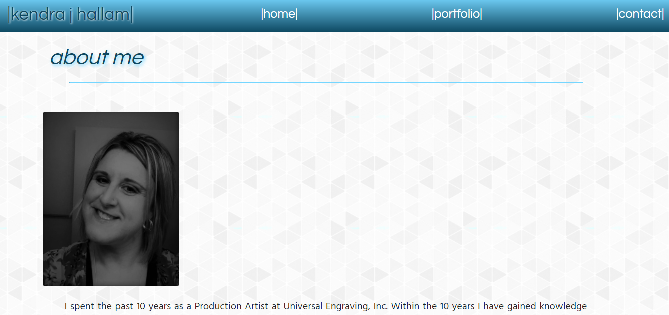 |kendra j hallam| |home| |portfolio| |contact|
about me
I spent the past 10 years as a Production Artist at Universal Engraving, Inc. Within the 10 years I have gained knowledge